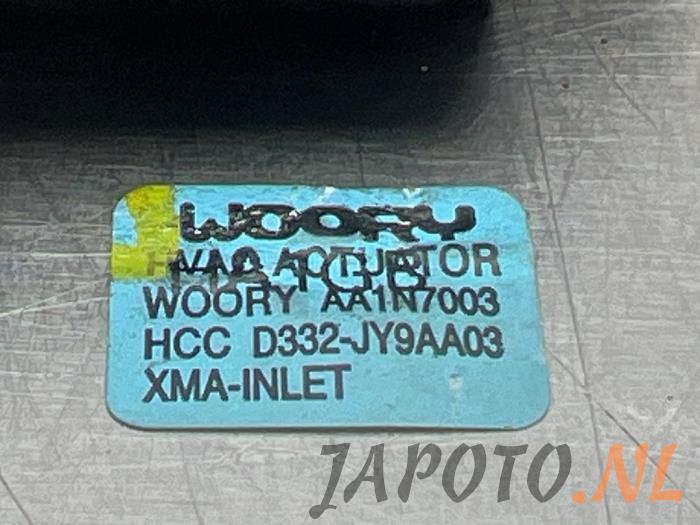 WOORY
HVAC ACTUATOR
WOORY AA1N7003
HCC D332-JY9AA03
XMA-INLET
JAPOTO.NL